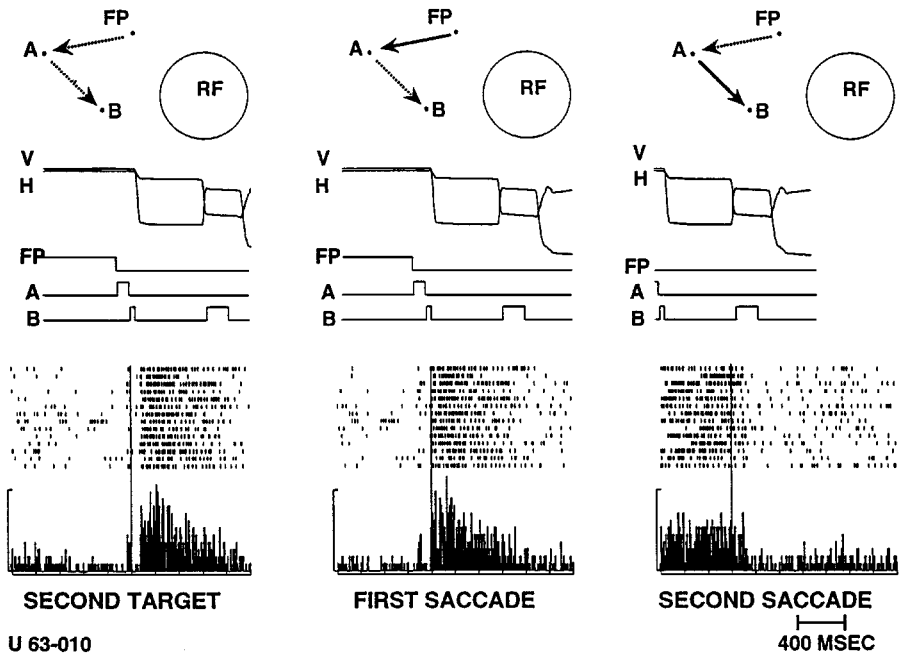 FP
A
RF
B
V
H
FP
A
B
SECOND TARGET
U 63-010
FP
A
RF
B
V
H
FP
A
B
FIRST SACCADE
FP
A
RF
B
V
H
FP
A
B
SECOND SACCADE
400 MSEC